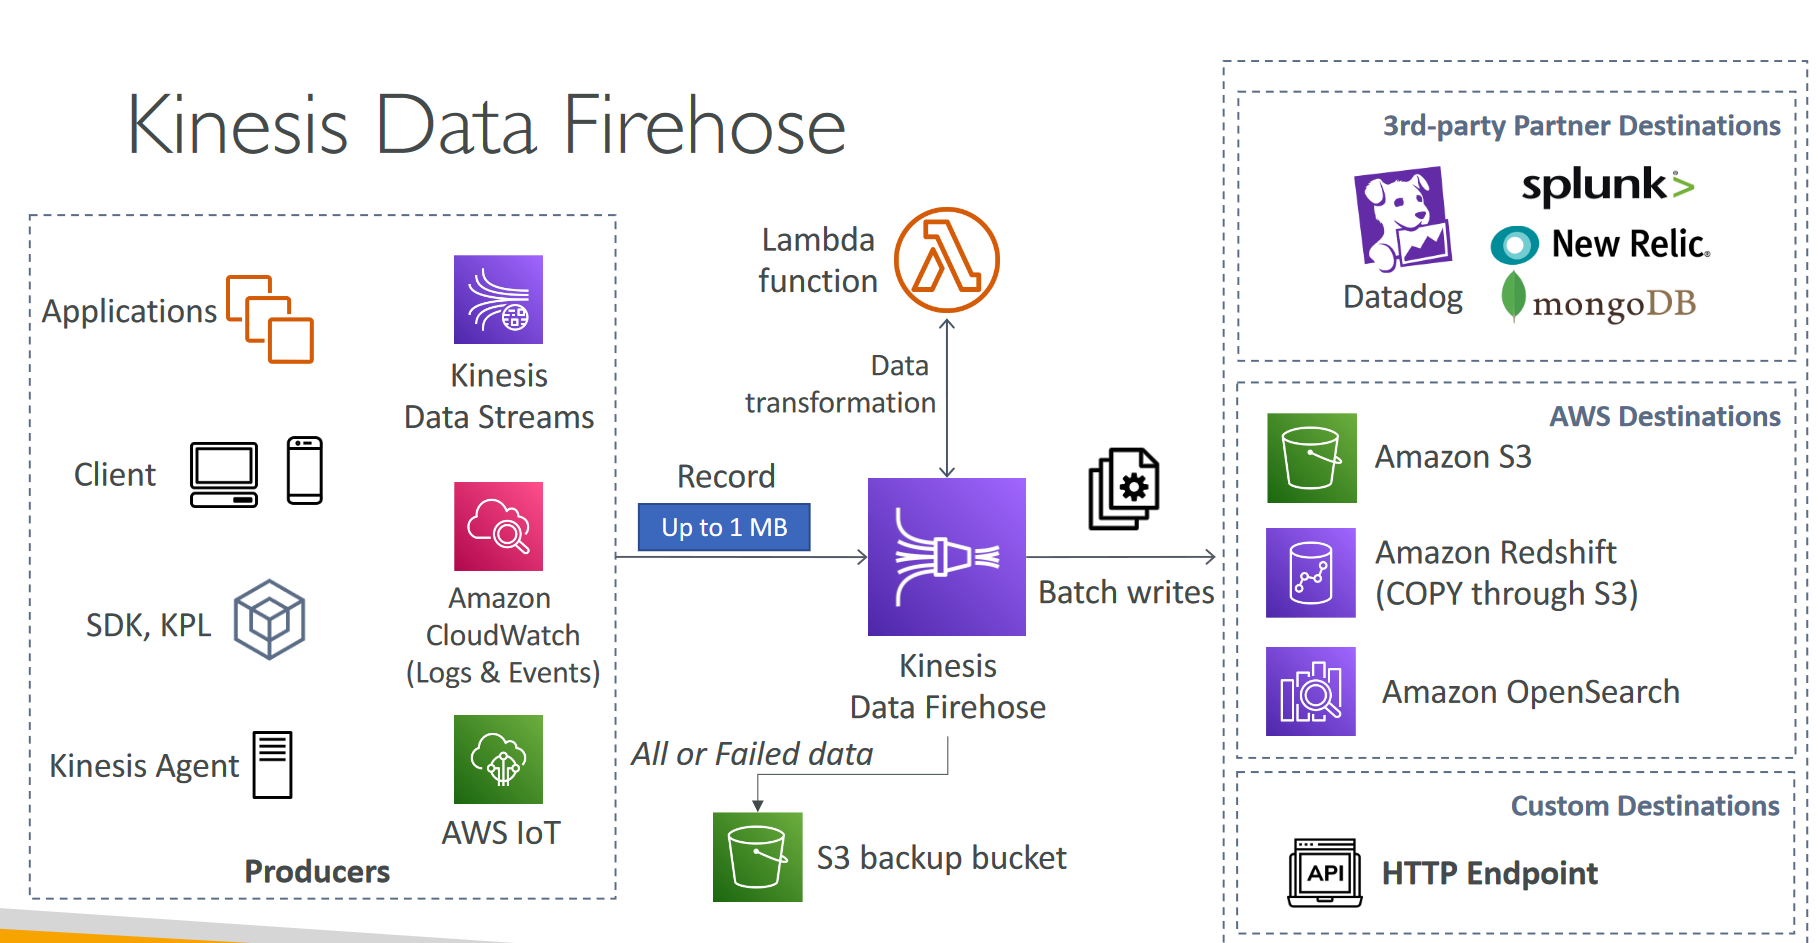 Kinesis Data Firehose
Applications
Kinesis
Data Streams
Client
Amazon
CloudWatch
(Logs & Events)
SDK, KPL
Kinesis Agent
AWS IoT
Producers
Record
Up to 1 MB
Lambda
function
Data
transformation
Kinesis
Data Firehose
All or Failed data
S3 backup bucket
Batch writes
3rd-party Partner Destinations
Datadog
splunk>
New Relic®
mongoDB
AWS Destinations
Amazon S3
Amazon Redshift
(COPY through S3)
Amazon OpenSearch
Custom Destinations
API
HTTP Endpoint